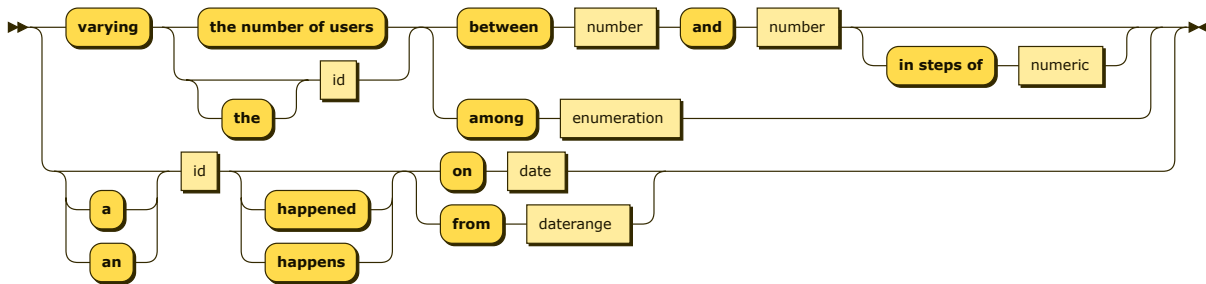 varying the number of users between number and number
in steps of numeric
id
the among enumeration
id on date
a happened from daterange
an happens